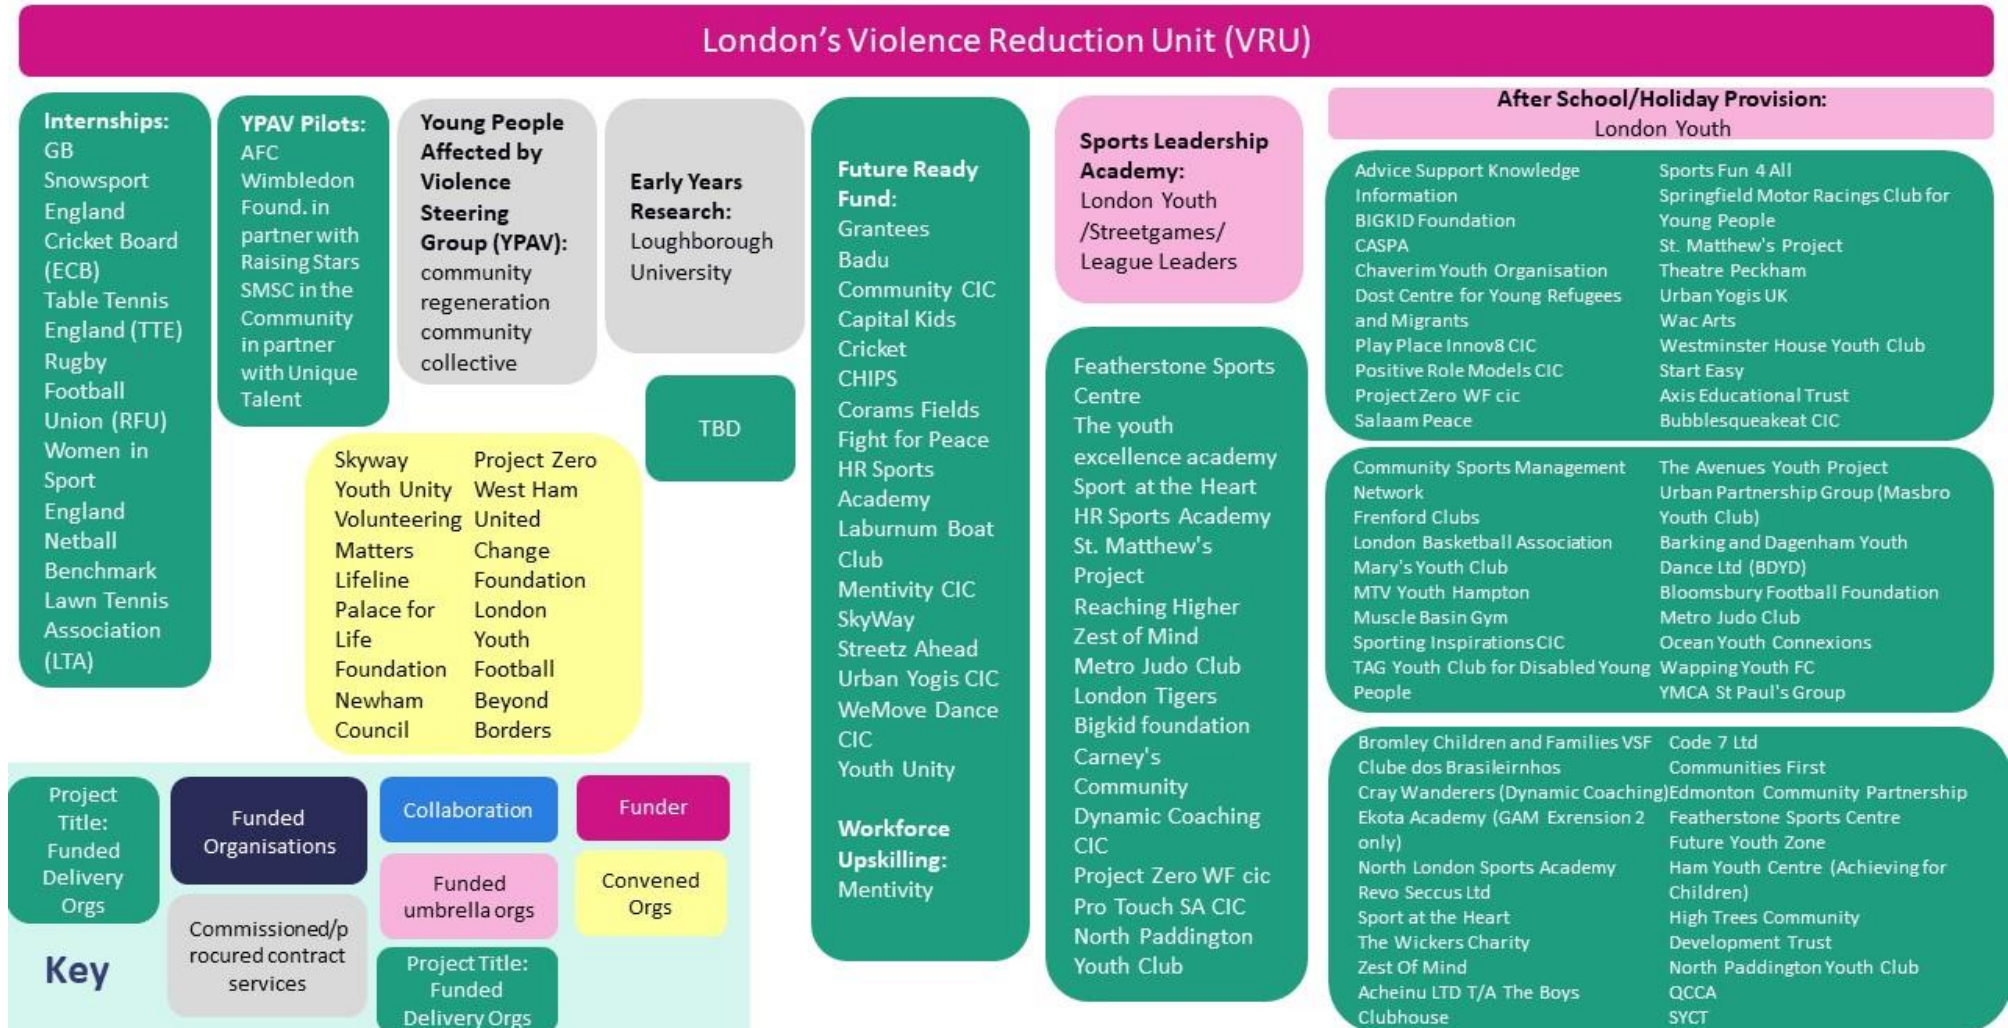 London's Violence Reduction Unit (VRU)
Internships:
GB
Snowsport
England
Cricket Board
(ECB)
Table Tennis
England (TTE)
Rugby
Football
Union (RFU)
Women in
Sport
England
Netball
Benchmark
Lawn Tennis
Association
(LTA)
YPAV Pilots:
AFC
Wimbledon
Found. in
partner with
Raising Stars
SMSC in the
Community
in partner
with Unique
Talent
Young People
Affected by
Violence
Steering
Group (YPAV):
community
regeneration
community
collective
Early Years
Research:
Loughborough
University
TBD
Skyway
Youth Unity
Volunteering
Matters
Lifeline
Palace for
Life
Foundation
Newham
Council
Project Zero
West Ham
United
Change
Foundation
London
Youth
Football
Beyond
Borders
Future Ready
Fund:
Grantees
Badu
Community CIC
Capital Kids
Cricket
CHIPS
Corams Fields
Fight for Peace
HR Sports
Academy
Laburnum Boat
Club
Mentivity CIC
SkyWay
Streetz Ahead
Urban Yogis CIC
WeMove Dance
CIC
Youth Unity
Workforce
Upskilling:
Mentivity
Sports Leadership
Academy:
London Youth
/Streetgames/
League Leaders
Featherstone Sports
Centre
The youth
excellence academy
Sport at the Heart
HR Sports Academy
St. Matthew's
Project
Reaching Higher
Zest of Mind
Metro Judo Club
London Tigers
Bigkid foundation
Carney's
Community
Dynamic Coaching
CIC
Project Zero WF cic
Pro Touch SA CIC
North Paddington
Youth Club
After School/Holiday Provision:
London Youth
Advice Support Knowledge
Information
BIGKID Foundation
CASPA
Chaverim Youth Organisation
Dost Centre for Young Refugees
and Migrants
Play Place Innov8 CIC
Positive Role Models CIC
Project Zero WF cic
Salaam Peace
Sports Fun 4 All
Springfield Motor Racings Club for
Young People
St. Matthew's Project
Theatre Peckham
Urban Yogis UK
Wac Arts
Westminster House Youth Club
Start Easy
Axis Educational Trust
Bubblesqueakeat CIC
Community Sports Management
Network
Frenford Clubs
London Basketball Association
Mary's Youth Club
MTV Youth Hampton
Muscle Basin Gym
Sporting Inspirations CIC
TAG Youth Club for Disabled Young
People
The Avenues Youth Project
Urban Partnership Group (Masbro
Youth Club)
Barking and Dagenham Youth
Dance Ltd (BDYD)
Bloomsbury Football Foundation
Metro Judo Club
Ocean Youth Connexions
Wapping Youth FC
YMCA St Paul's Group
Bromley Children and Families VSF
Clube dos Brasileirnhos
Cray Wanderers (Dynamic Coaching)
Ekota Academy (GAM Exrension 2
only)
North London Sports Academy
Revo Seccus Ltd
Sport at the Heart
The Wickers Charity
Zest Of Mind
Acheinu LTD T/A The Boys
Clubhouse
Code 7 Ltd
Communities First
Edmonton Community Partnership
Featherstone Sports Centre
Future Youth Zone
Ham Youth Centre (Achieving for
Children)
High Trees Community
Development Trust
North Paddington Youth Club
QCCA
SYCT
Project
Title:
Funded
Delivery
Orgs
Key
Funded
Organisations
Commissioned/p
rocured contract
services
Collaboration
Funded
umbrella orgs
Project Title:
Funded
Delivery Orgs
Funder
Convened
Orgs